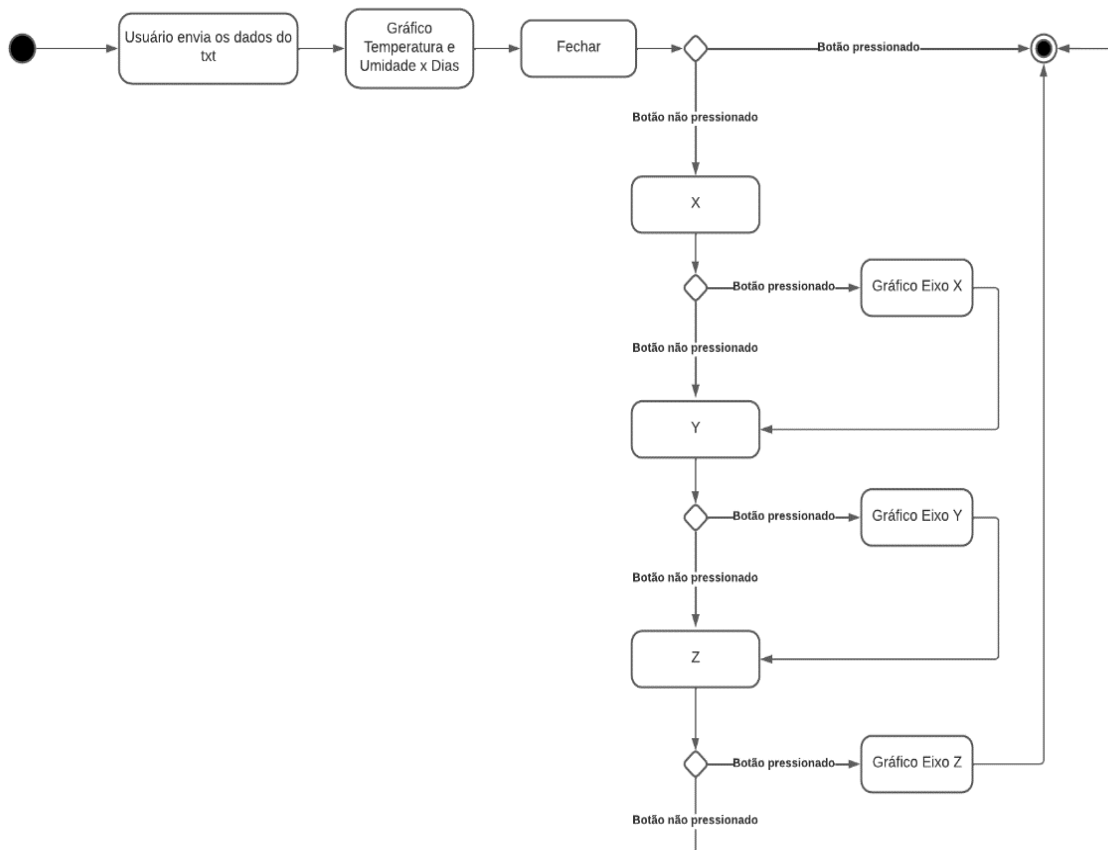 Usuário envia os dados do
txt
Gráfico
Temperatura e
Umidade x Dias
Fechar
Botão pressionado
Botão não pressionado
X
Botão pressionado
Gráfico Eixo X
Botão não pressionado
Y
Botão pressionado
Gráfico Eixo Y
Botão não pressionado
Z
Botão pressionado
Gráfico Eixo Z
Botão não pressionado